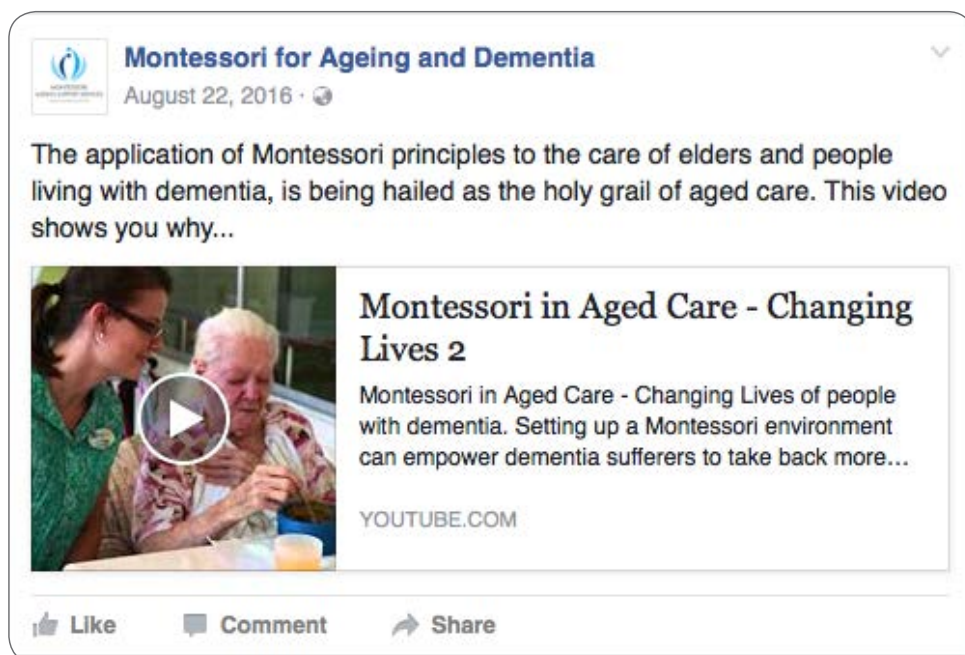 Montessori for Ageing and Dementia
August 22, 2016 ·
The application of Montessori principles to the care of elders and people
living with dementia, is being hailed as the holy grail of aged care. This video
shows you why...
Montessori in Aged Care - Changing
Lives 2
Montessori in Aged Care - Changing Lives of people
with dementia. Setting up a Montessori environment
can empower dementia sufferers to take back more...
YOUTUBE.COM
Like Comment Share